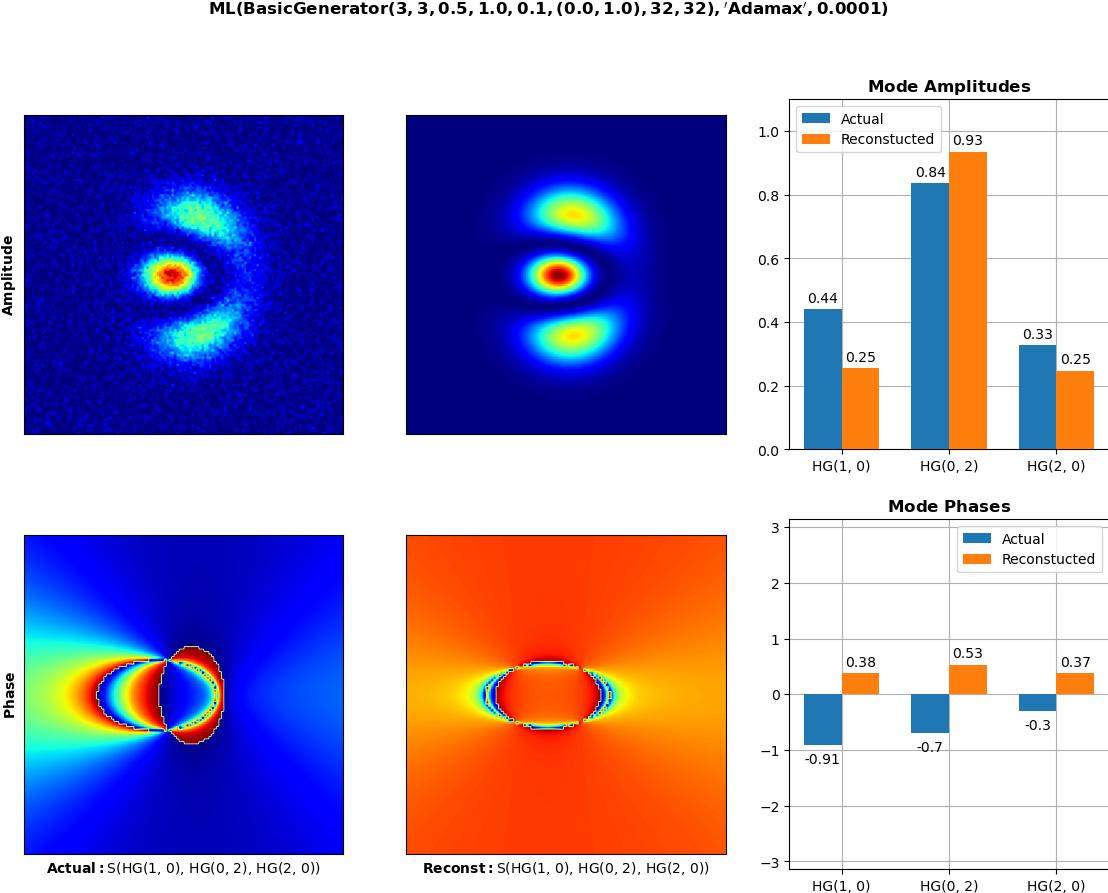 ML(BasicGenerator(3, 3, 0.5, 1.0, 0.1, (0.0, 1.0), 32, 32), ′Adamax′, 0.0001)
Amplitude
Mode Amplitudes
Actual
Reconstucted
1.0
0.8
0.6
0.4
0.2
0.0
0.44
0.25
0.84
0.93
0.33
0.25
HG(1, 0)
HG(0, 2)
HG(2, 0)
Phase
Actual: S(HG(1, 0), HG(0, 2), HG(2, 0))
Reconst: S(HG(1, 0), HG(0, 2), HG(2, 0))
Mode Phases
Actual
Reconstucted
3
2
1
0
−1
−2
−3
-0.91
0.38
-0.7
0.53
-0.3
0.37
HG(1, 0)
HG(0, 2)
HG(2, 0)